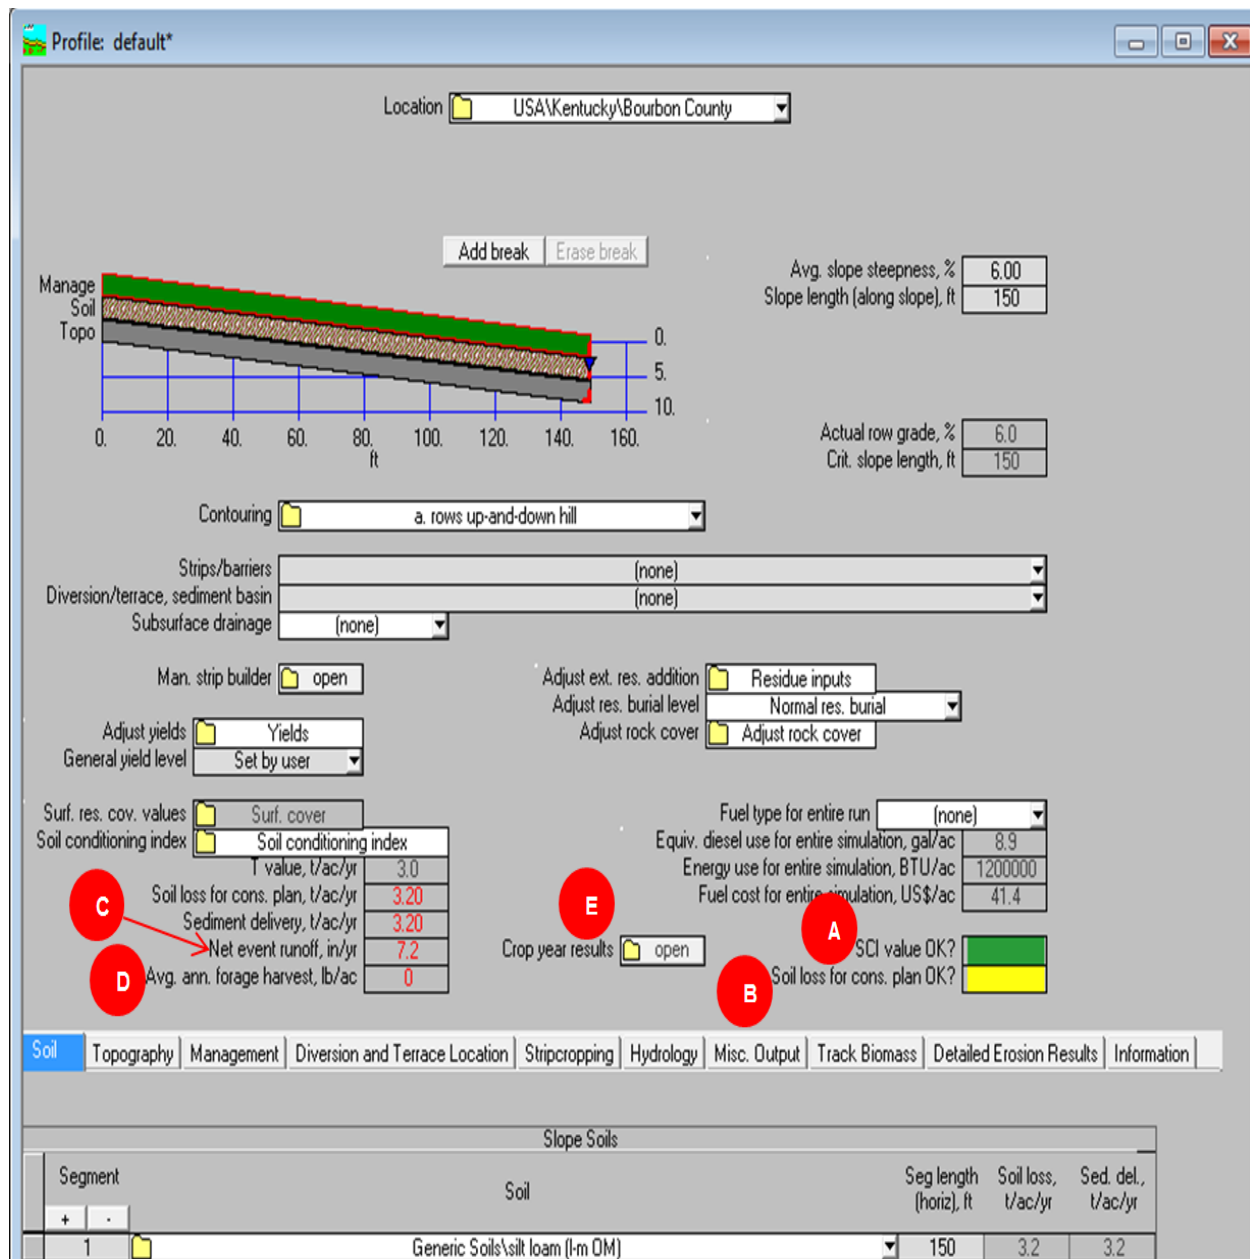 Profile: default*
Location USA\Kentucky\Bourbon County
Add break Erase break
Avg. slope steepness, % 6.00
Slope length (along slope), ft 150
Manage
Soil
Topo
0.
5.
10.
0. 20. 40. 60. 80. 100. 120. 140. 160.
ft
Actual row grade, % 6.0
Crit. slope length, ft 150
Contouring a. rows up-and-down hill
Strips/barriers (none)
Diversion/terrace, sediment basin (none)
Subsurface drainage (none)
Man. strip builder open
Adjust ext. res. addition Residue inputs
Adjust res. burial level Normal res. burial
Adjust rock cover Adjust rock cover
Adjust yields Yields
General yield level Set by user
Surf. res. cov. values Surf. cover
Soil conditioning index Soil conditioning index
Fuel type for entire run (none)
Equiv. diesel use for entire simulation, gal/ac 8.9
Energy use for entire simulation, BTU/ac 1200000
Fuel cost for entire simulation, US$/ac 41.4
T value, t/ac/yr 3.0
Soil loss for cons. plan, t/ac/yr 3.20
Sediment delivery, t/ac/yr 3.20
Net event runoff, in/yr 7.2
Avg. ann. forage harvest, lb/ac 0
C
D
E
Crop year results open
A
SCI value OK?
B
Soil loss for cons. plan OK?
Soil Topography Management Diversion and Terrace Location Stripcropping Hydrology Misc. Output Track Biomass Detailed Erosion Results Information
Slope Soils
Segment Soil Seg length (horiz), ft Soil loss, t/ac/yr Sed. del., t/ac/yr
+ -
1 Generic Soils\silt loam (l-m OM) 150 3.2 3.2